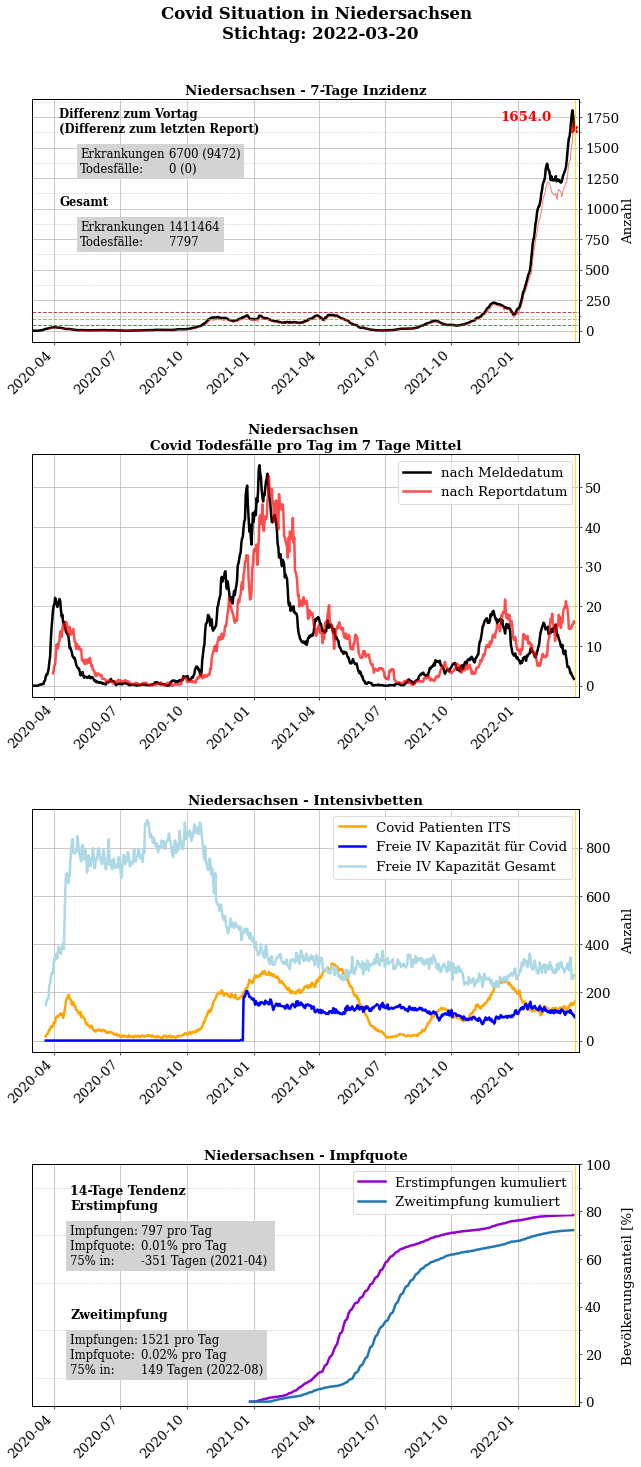 Covid Situation in Niedersachsen
Stichtag: 2022-03-20
Niedersachsen - 7-Tage Inzidenz
Differenz zum Vortag
(Differenz zum letzten Report)
Erkrankungen 6700 (9472)
Todesfälle: 0 (0)
Gesamt
Erkrankungen 1411464
Todesfälle: 7797
1654.0
1750
1500
1250
1000
750
500
250
0
Anzahl
2020-04
2020-07
2020-10
2021-01
2021-04
2021-07
2021-10
2022-01
Niedersachsen
Covid Todesfälle pro Tag im 7 Tage Mittel
nach Meldedatum
nach Reportdatum
50
40
30
20
10
0
2020-04
2020-07
2020-10
2021-01
2021-04
2021-07
2021-10
2022-01
Niedersachsen - Intensivbetten
Covid Patienten ITS
Freie IV Kapazität für Covid
Freie IV Kapazität Gesamt
800
600
400
200
0
Anzahl
2020-04
2020-07
2020-10
2021-01
2021-04
2021-07
2021-10
2022-01
Niedersachsen - Impfquote
14-Tage Tendenz
Erstimpfung
Impfungen: 797 pro Tag
Impfquote: 0.01% pro Tag
75% in: -351 Tagen (2021-04)
Zweitimpfung
Impfungen: 1521 pro Tag
Impfquote: 0.02% pro Tag
75% in: 149 Tagen (2022-08)
Erstimpfungen kumuliert
Zweitimpfung kumuliert
100
80
60
40
20
0
Bevölkerungsanteil [%]
2020-04
2020-07
2020-10
2021-01
2021-04
2021-07
2021-10
2022-01